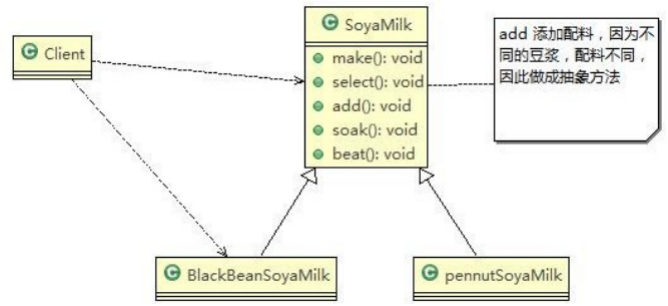 SoyaMilk
make(): void
select(): void
add(): void
soak(): void
beat(): void
Client
add 添加配料，因为不
同的豆浆，配料不同，
因此做成抽象方法
BlackBeanSoyaMilk
pennutSoyaMilk